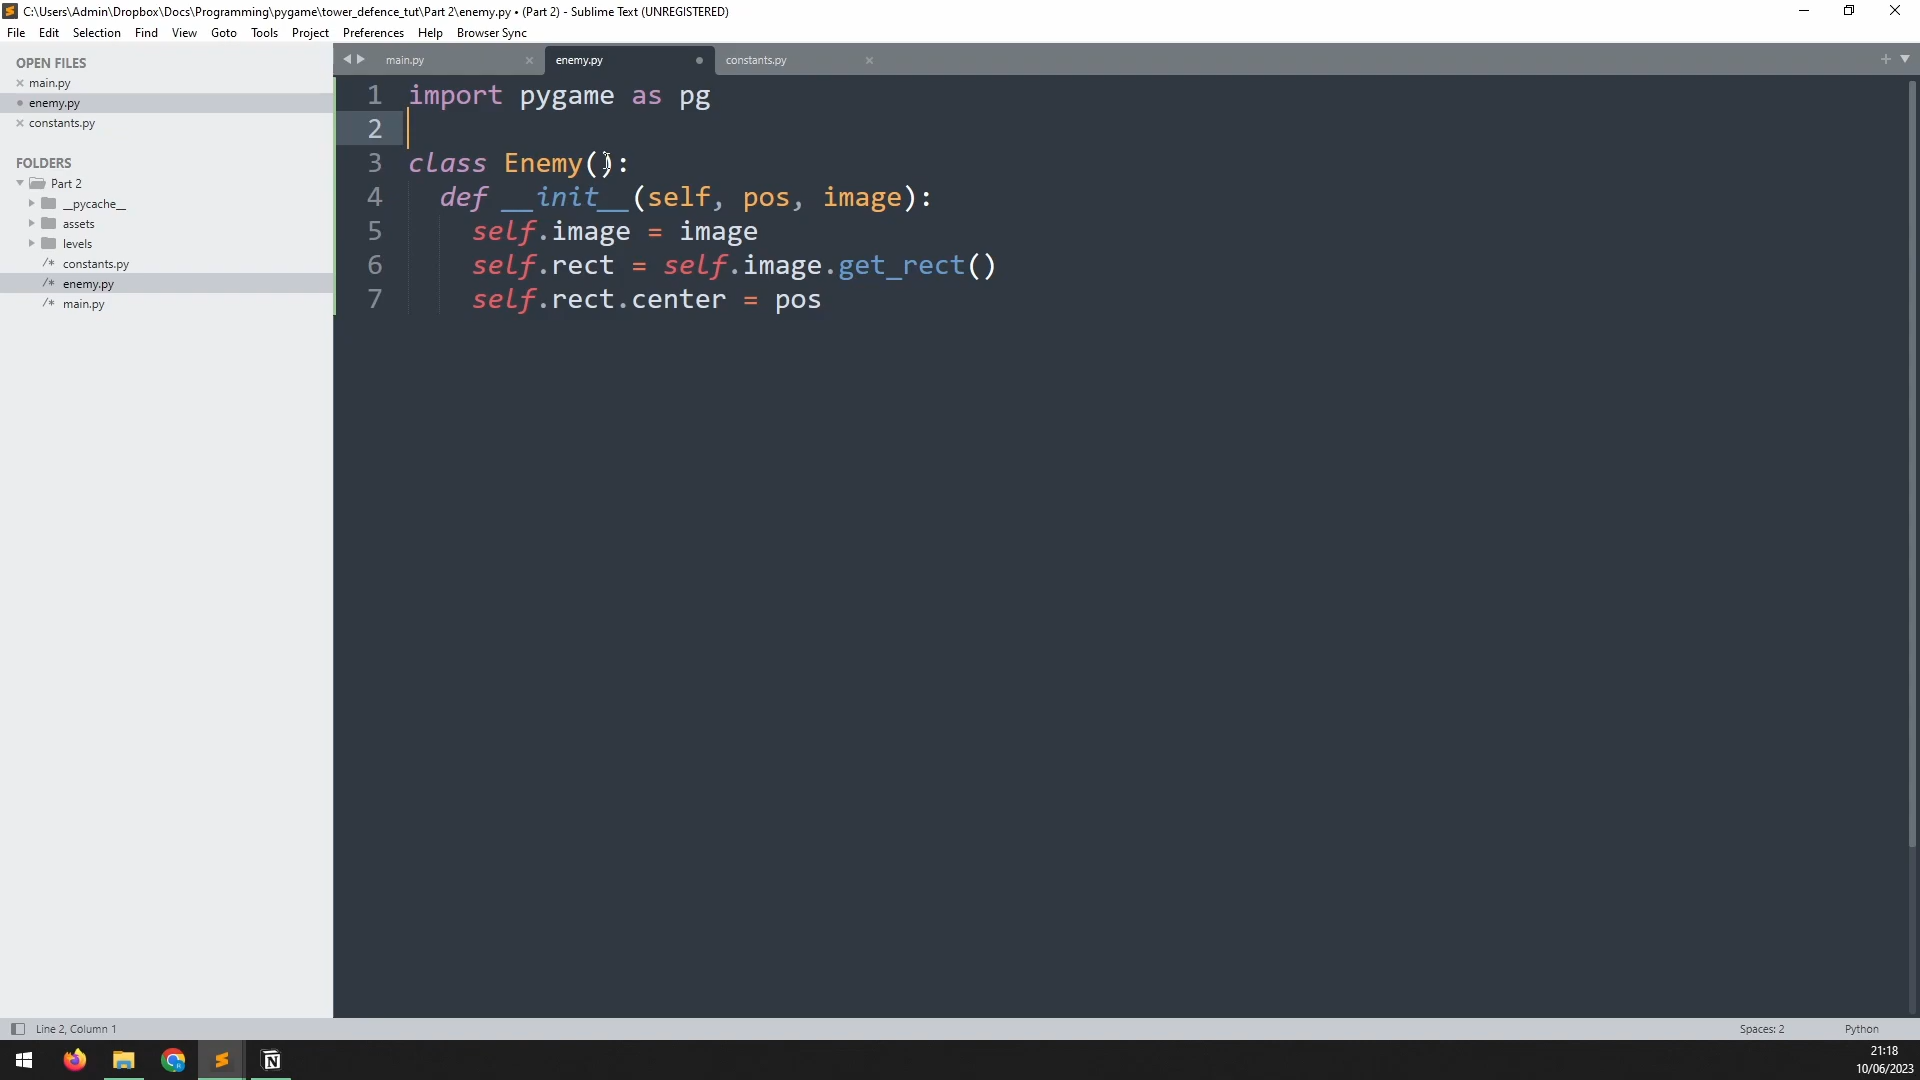 C:\Users\Admin\Dropbox\Docs\Programming\pygame\tower_defence_tut\Part 2\enemy.py • (Part 2) - Sublime Text (UNREGISTERED)
File Edit Selection Find View Goto Tools Project Preferences Help Browser Sync
OPEN FILES
main.py
enemy.py
constants.py
FOLDERS
Part 2
__pycache__
assets
levels
/* constants.py
/* enemy.py
/* main.py
main.py enemy.py constants.py
1 import pygame as pg
2
3 class Enemy():
4 def __init__(self, pos, image):
5 self.image = image
6 self.rect = self.image.get_rect()
7 self.rect.center = pos
Line 2, Column 1 Spaces: 2 Python
21:18
10/06/2023